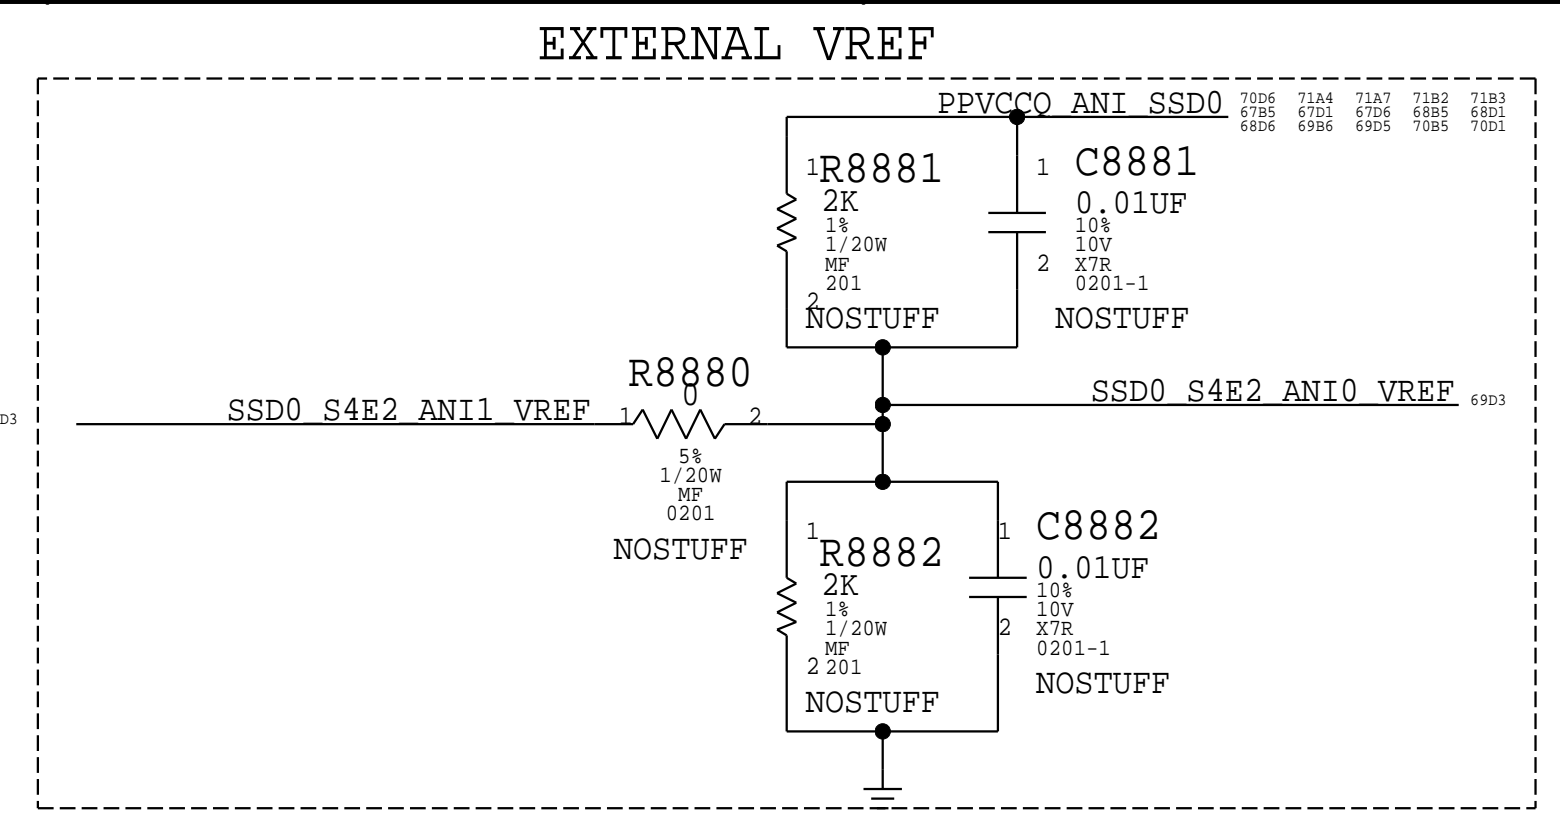 EXTERNAL VREF
PPVCCQ_ANI_SSD0
70D6 71A4 71A7 71B2 71B3
67B5 67D1 67D6 68B5 68D1
68D6 69B6 69D5 70B5 70D1
1
R8881
2K
1%
1/20W
MF
201
2
NOSTUFF
1
C8881
0.01UF
10%
10V
2
X7R
0201-1
NOSTUFF
R8880
0
D3
SSD0_S4E2_ANI1_VREF
1
2
5%
1/20W
MF
0201
NOSTUFF
SSD0_S4E2_ANI0_VREF
69D3
1
R8882
2K
1%
1/20W
MF
2
201
NOSTUFF
1
C8882
0.01UF
10%
10V
2
X7R
0201-1
NOSTUFF